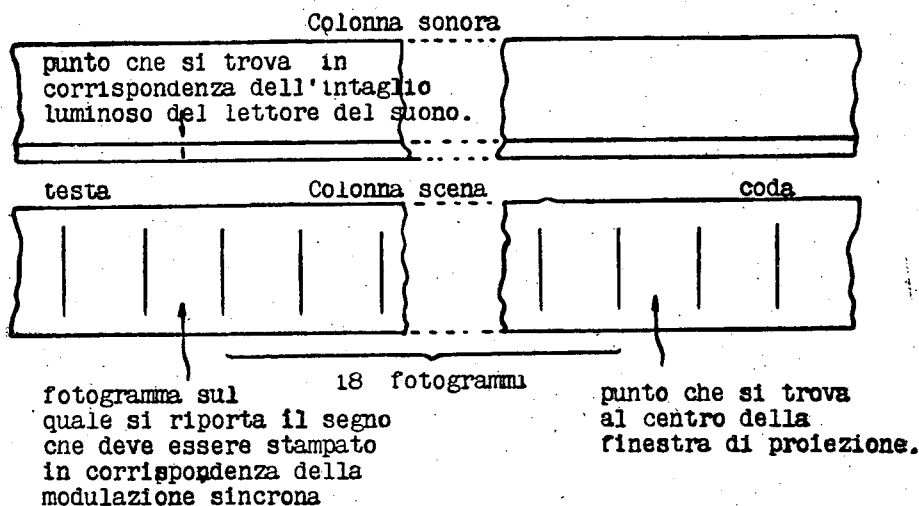 Colonna sonora
punto cne si trova in
corrispondenza dell'intaglio
luminoso del lettore del suono.
testa Colonna scena coda
18 fotogrammi
fotogramma sul
quale si riporta il segno
cne deve essere stampato
in corrispondenza della
modulazione sincrona
punto che si trova
al centro della
finestra di proiezione.